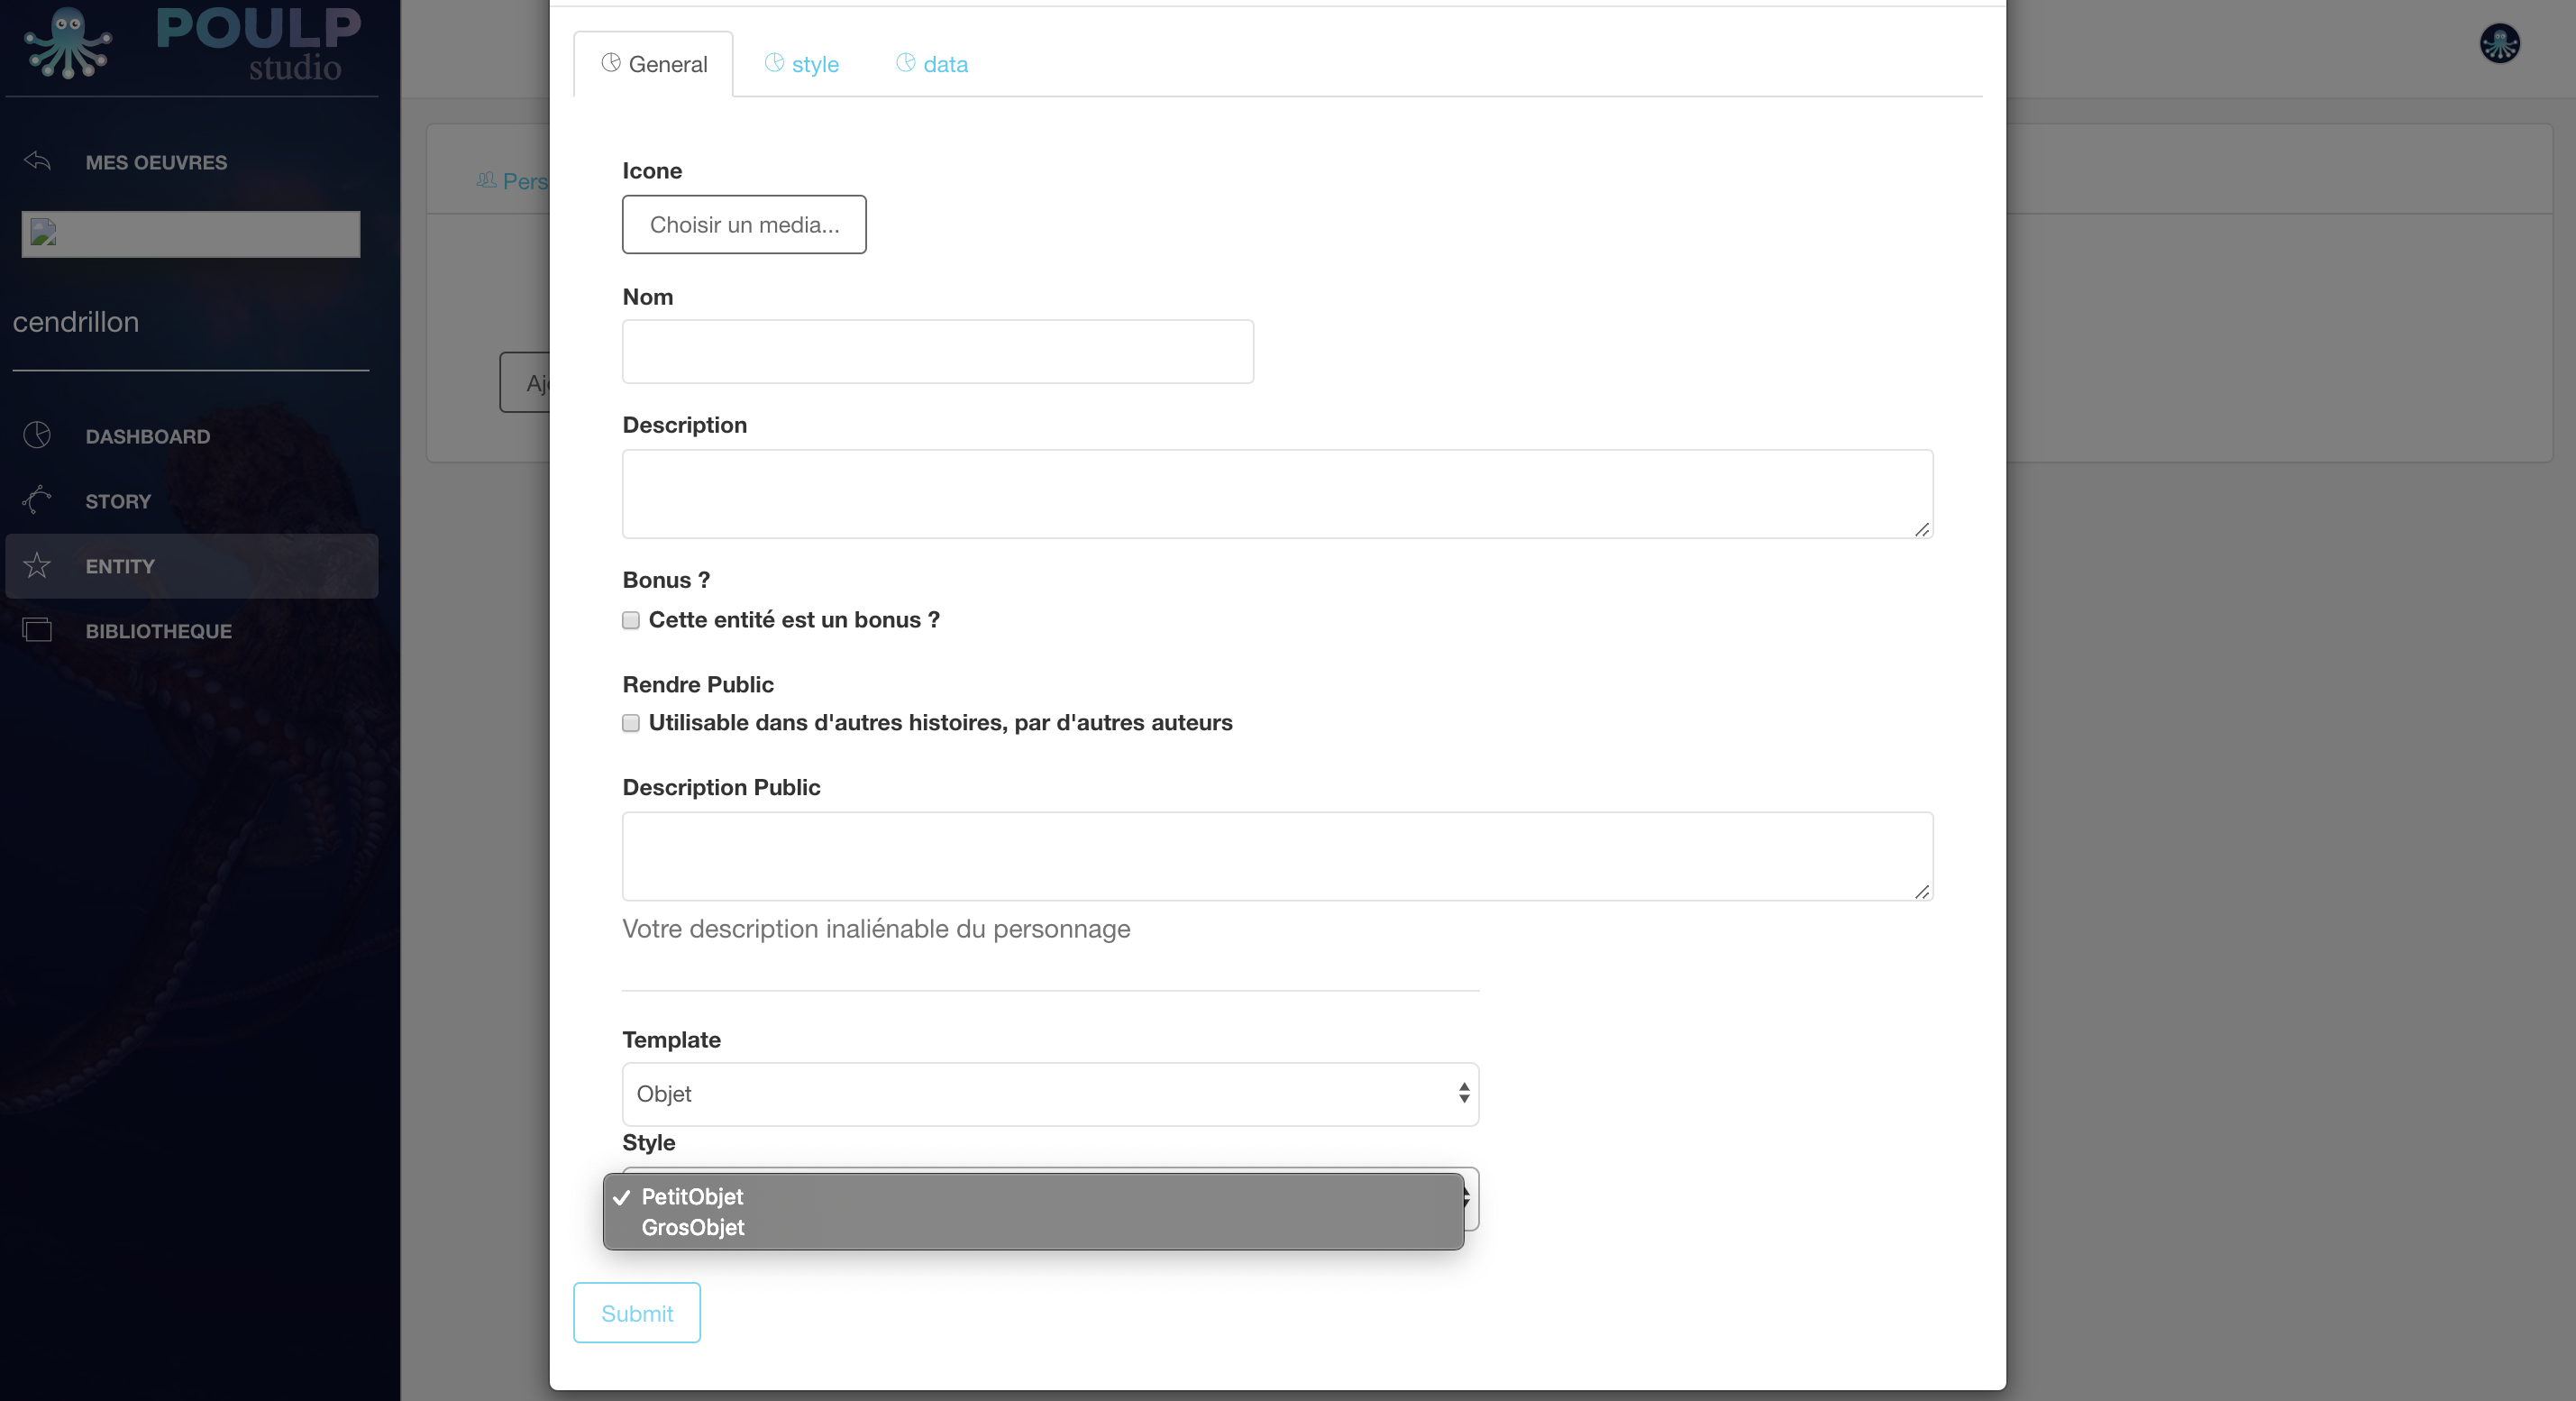 POULP
studio
MES OEUVRES
cendrillon
DASHBOARD
STORY
ENTITY
BIBLIOTHEQUE
General
style
data
Icone
Choisir un media...
Nom
Description
Bonus ?
Cette entité est un bonus ?
Rendre Public
Utilisable dans d'autres histoires, par d'autres auteurs
Description Public
Votre description inaliénable du personnage
Template
Objet
Style
PetitObjet
GrosObjet
Submit